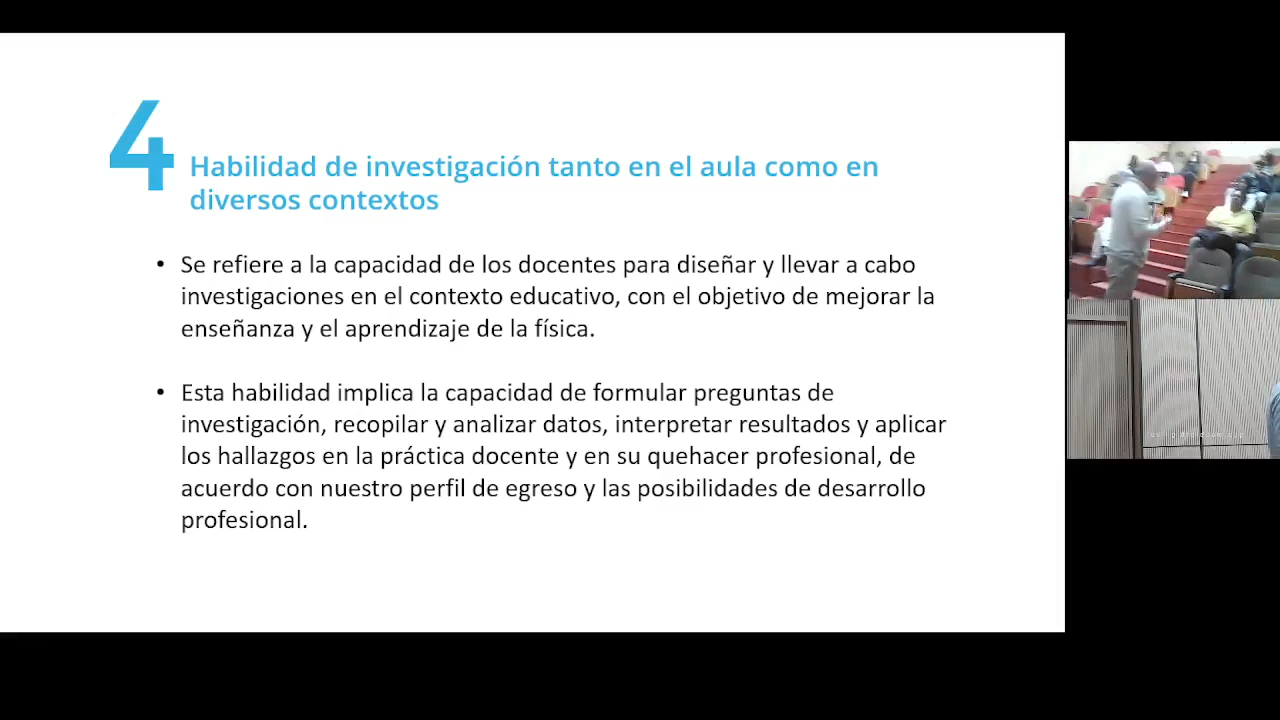 4
Habilidad de investigación tanto en el aula como en
diversos contextos
• Se refiere a la capacidad de los docentes para diseñar y llevar a cabo
investigaciones en el contexto educativo, con el objetivo de mejorar la
enseñanza y el aprendizaje de la física.
• Esta habilidad implica la capacidad de formular preguntas de
investigación, recopilar y analizar datos, interpretar resultados y aplicar
los hallazgos en la práctica docente y en su quehacer profesional, de
acuerdo con nuestro perfil de egreso y las posibilidades de desarrollo
profesional.